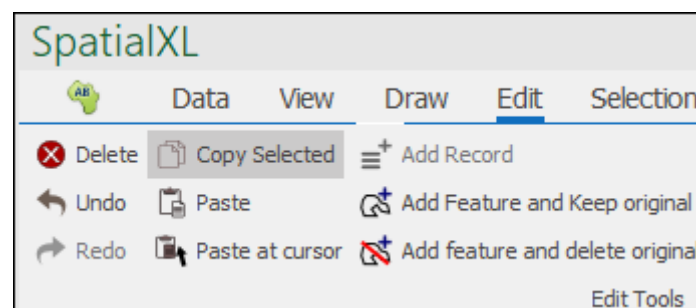 SpatialXL
AB Data View Draw Edit Selection
Delete Copy Selected Add Record
Undo Paste Add Feature and Keep original
Redo Paste at cursor Add feature and delete original
Edit Tools